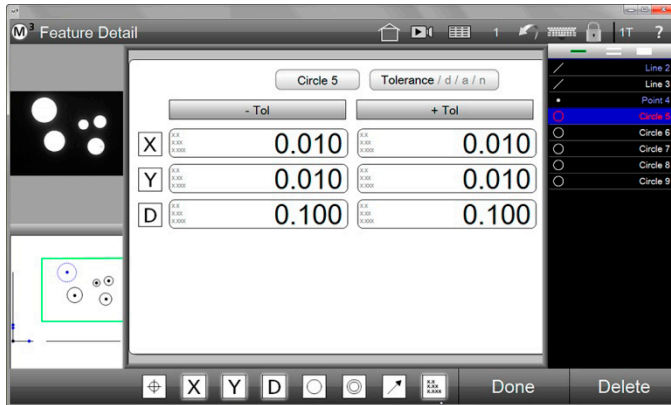 M³ Feature Detail
1
1T ?
Circle 5 Tolerance / d / a / n
- Tol + Tol
X 0.010 0.010
Y 0.010 0.010
D 0.100 0.100
Line 2
Line 3
Point 4
Circle 5
Circle 6
Circle 7
Circle 8
Circle 9
X Y D Done Delete